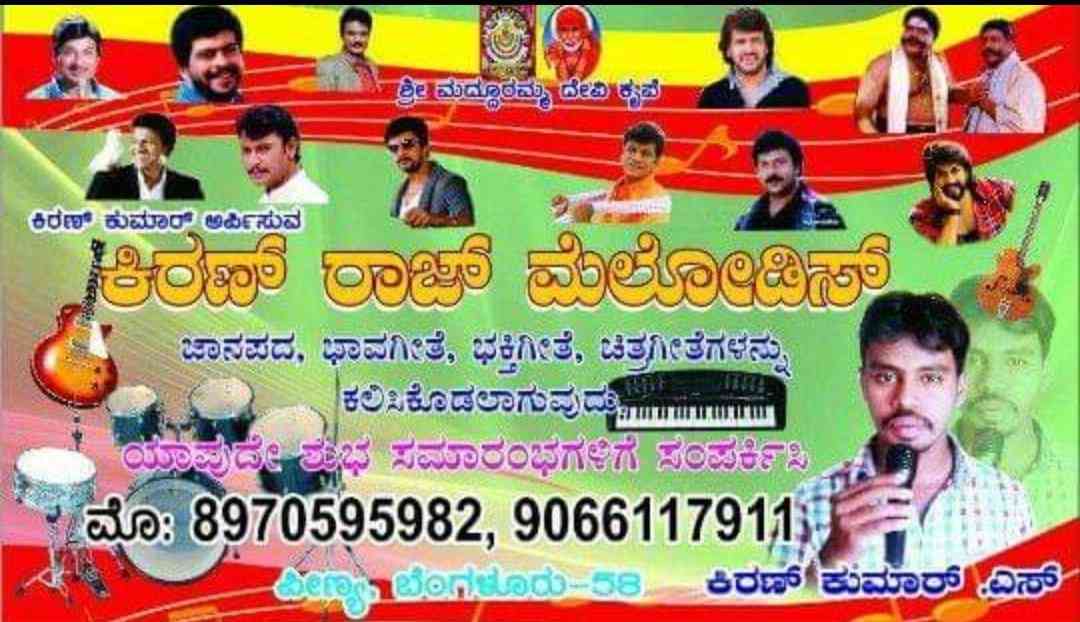 ಶ್ರೀ ಮದ್ದೂರಮ್ಮ ದೇವಿ ಕೃಪೆ
ಕಿರಣ್ ಕುಮಾರ್ ಅರ್ಪಿಸುವ
ಕಿರಣ್ ರಾಜ್ ಮೆಲೋಡಿಸ್
ಜಾನಪದ, ಭಾವಗೀತೆ, ಭಕ್ತಿಗೀತೆ, ಚಿತ್ರಗೀತೆಗಳನ್ನು
ಕಲಿಸಿಕೊಡಲಾಗುವುದು
ಯಾವುದೇ ಶುಭ ಸಮಾರಂಭಗಳಿಗೆ ಸಂಪರ್ಕಿಸಿ
ಮೊ: 8970595982, 9066117911
ಪೀಣ್ಯ, ಬೆಂಗಳೂರು-58
ಕಿರಣ್ ಕುಮಾರ್ .ಎಸ್